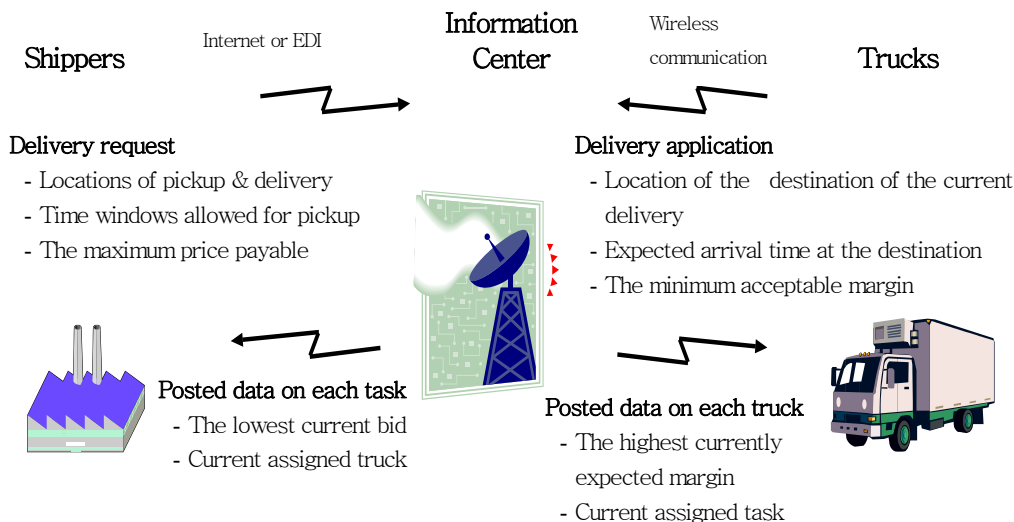 Shippers
Internet or EDI
Information
Center
Wireless
communication
Trucks
Delivery request
- Locations of pickup & delivery
- Time windows allowed for pickup
- The maximum price payable
Delivery application
- Location of the destination of the current
delivery
- Expected arrival time at the destination
- The minimum acceptable margin
Posted data on each task
- The lowest current bid
- Current assigned truck
Posted data on each truck
- The highest currently
expected margin
- Current assigned task